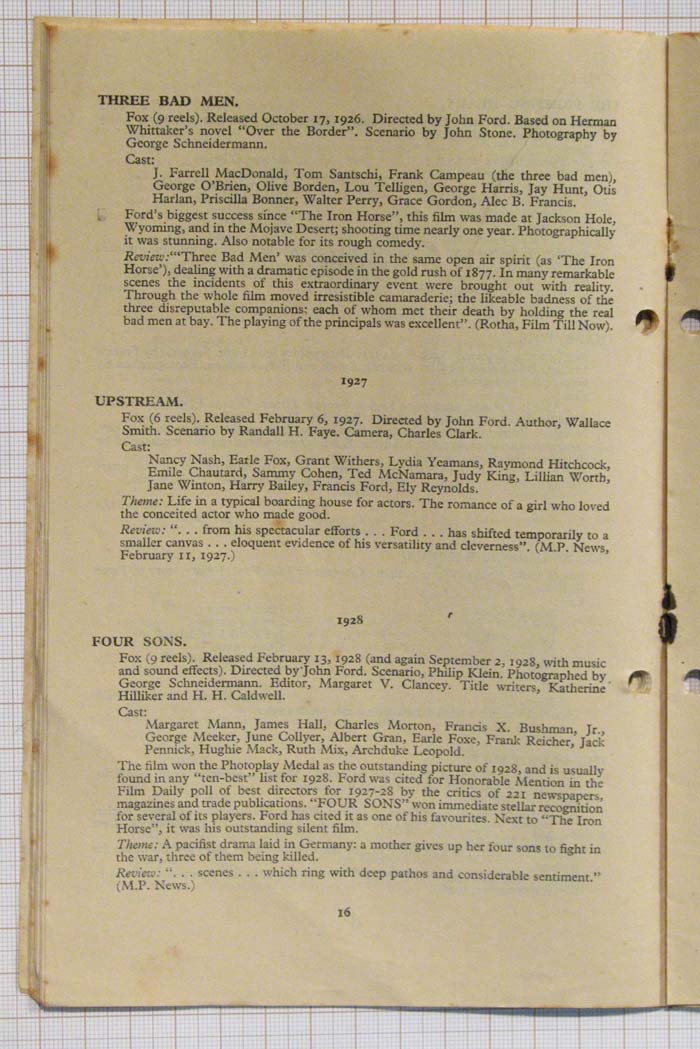 THREE BAD MEN.
Fox (9 reels). Released October 17, 1926. Directed by John Ford. Based on Herman
Whittaker's novel "Over the Border". Scenario by John Stone. Photography by
George Schneidermann.
Cast:
J. Farrell MacDonald, Tom Santschi, Frank Campeau (the three bad men),
George O'Brien, Olive Borden, Lou Telligen, George Harris, Jay Hunt, Otis
Harlan, Priscilla Bonner, Walter Perry, Grace Gordon, Alec B. Francis.
Ford's biggest success since "The Iron Horse", this film was made at Jackson Hole,
Wyoming, and in the Mojave Desert; shooting time nearly one year. Photographically
it was stunning. Also notable for its rough comedy.
Review: "'Three Bad Men' was conceived in the same open air spirit (as 'The Iron
Horse'), dealing with a dramatic episode in the gold rush of 1877. In many remarkable
scenes the incidents of this extraordinary event were brought out with reality.
Through the whole film moved irresistible camaraderie; the likeable badness of the
three disreputable companions: each of whom met their death by holding the real
bad men at bay. The playing of the principals was excellent". (Rotha, Film Till Now).
1927
UPSTREAM.
Fox (6 reels). Released February 6, 1927. Directed by John Ford. Author, Wallace
Smith. Scenario by Randall H. Faye. Camera, Charles Clark.
Cast:
Nancy Nash, Earle Fox, Grant Withers, Lydia Yeamans, Raymond Hitchcock,
Emile Chautard, Sammy Cohen, Ted McNamara, Judy King, Lillian Worth,
Jane Winton, Harry Bailey, Francis Ford, Ely Reynolds.
Theme: Life in a typical boarding house for actors. The romance of a girl who loved
the conceited actor who made good.
Review: ". . . from his spectacular efforts . . . Ford . . . has shifted temporarily to a
smaller canvas . . . eloquent evidence of his versatility and cleverness". (M.P. News,
February 11, 1927.)
1928
FOUR SONS.
Fox (9 reels). Released February 13, 1928 (and again September 2, 1928, with music
and sound effects). Directed by John Ford. Scenario, Philip Klein. Photographed by
George Schneidermann. Editor, Margaret V. Clancey. Title writers, Katherine
Hilliker and H. H. Caldwell.
Cast:
Margaret Mann, James Hall, Charles Morton, Francis X. Bushman, Jr.,
George Meeker, June Collyer, Albert Gran, Earle Foxe, Frank Reicher, Jack
Pennick, Hughie Mack, Ruth Mix, Archduke Leopold.
The film won the Photoplay Medal as the outstanding picture of 1928, and is usually
found in any "ten-best" list for 1928. Ford was cited for Honorable Mention in the
Film Daily poll of best directors for 1927-28 by the critics of 221 newspapers,
magazines and trade publications. "FOUR SONS" won immediate stellar recognition
for several of its players. Ford has cited it as one of his favourites. Next to "The Iron
Horse", it was his outstanding silent film.
Theme: A pacifist drama laid in Germany: a mother gives up her four sons to fight in
the war, three of them being killed.
Review: ". . . scenes . . . which ring with deep pathos and considerable sentiment."
(M.P. News.)
16